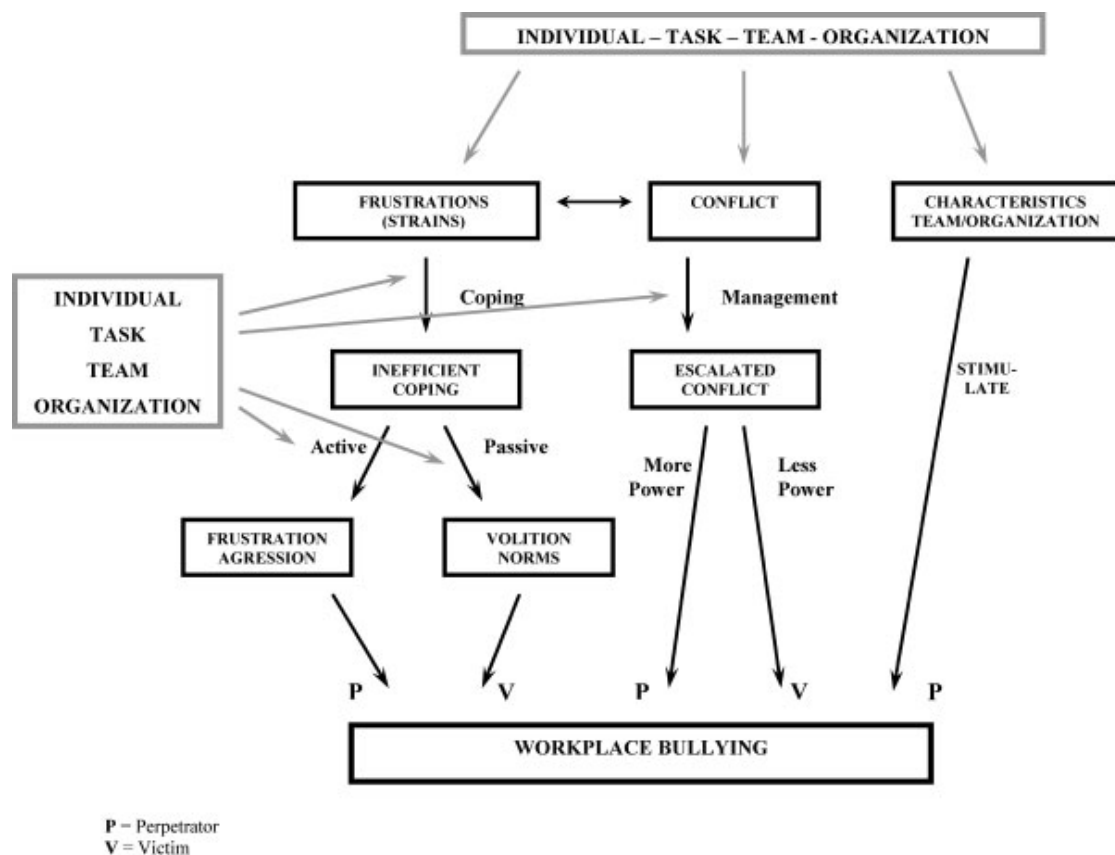 INDIVIDUAL – TASK – TEAM - ORGANIZATION
FRUSTRATIONS
(STRAINS)
CONFLICT
CHARACTERISTICS
TEAM/ORGANIZATION
INDIVIDUAL
TASK
TEAM
ORGANIZATION
Coping
Management
INEFFICIENT
COPING
ESCALATED
CONFLICT
STIMU-
LATE
Active
Passive
More
Power
Less
Power
FRUSTRATION
AGRESSION
VOLITION
NORMS
P
V
P
V
P
WORKPLACE BULLYING
P = Perpetrator
V = Victim